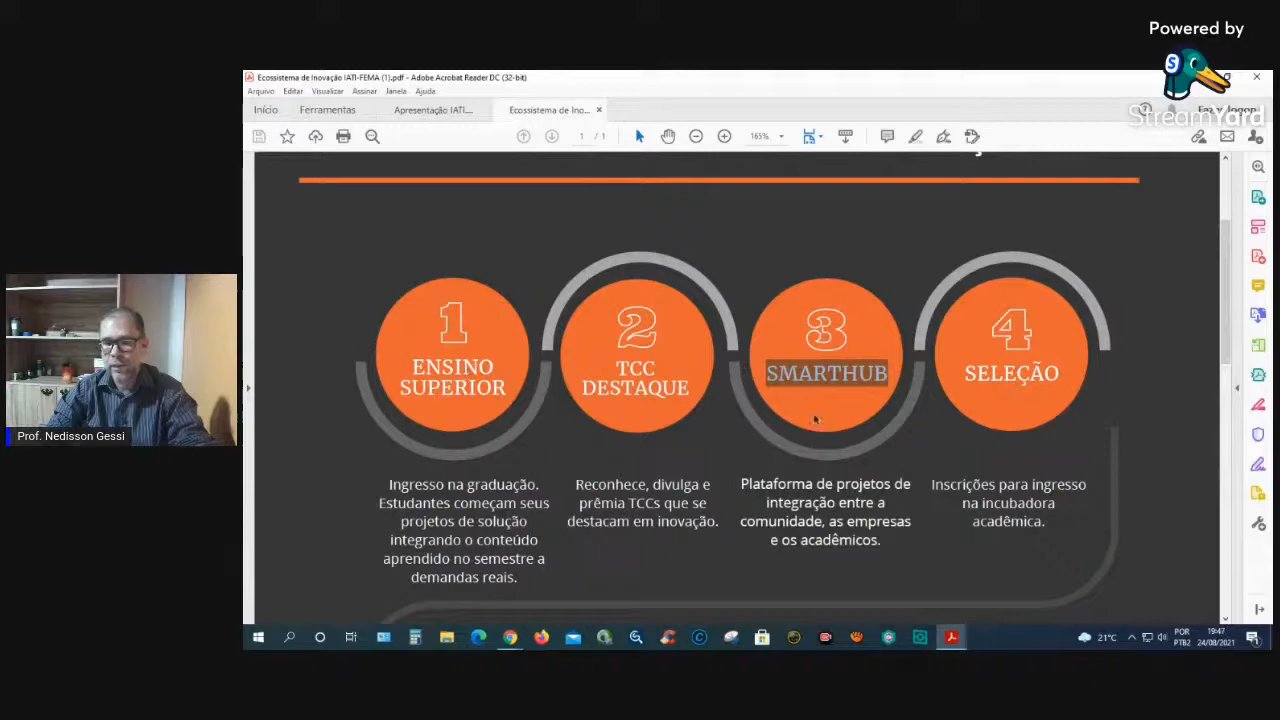 Powered by
S
StreamYard
Ecossistema de Inovação IATI-FEMA (1).pdf - Adobe Acrobat Reader DC (32-bit)
Arquivo Editar Visualizar Assinar Janela Ajuda
Início Ferramentas Apresentação IATI... Ecossistema de Ino... ×
1 / 1 165%
1
ENSINO
SUPERIOR
Ingresso na graduação.
Estudantes começam seus
projetos de solução
integrando o conteúdo
aprendido no semestre a
demandas reais.
2
TCC
DESTAQUE
Reconhece, divulga e
prêmia TCCs que se
destacam em inovação.
3
SMARTHUB
Plataforma de projetos de
integração entre a
comunidade, as empresas
e os acadêmicos.
4
SELEÇÃO
Inscrições para ingresso
na incubadora
acadêmica.
Prof. Nedisson Gessi
21°C
POR
PTB2
19:47
24/08/2021